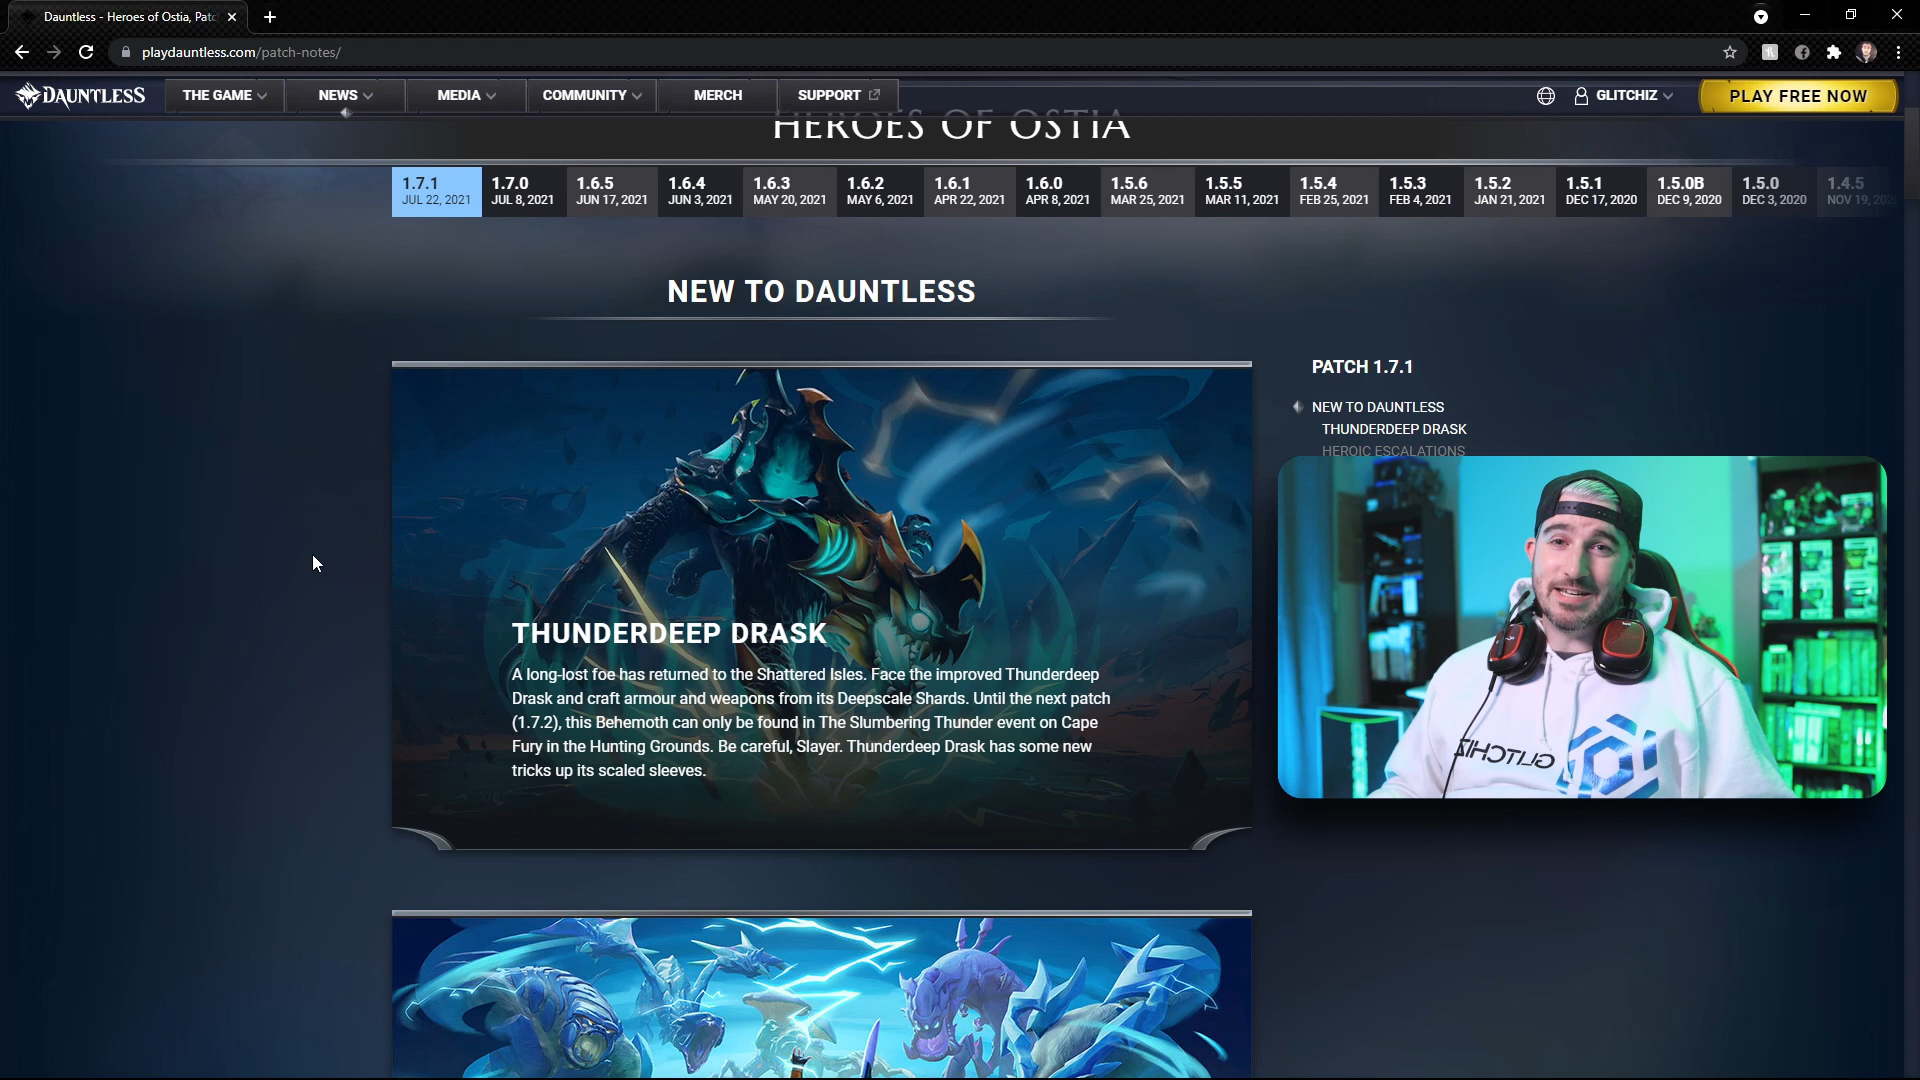 Dauntless - Heroes of Ostia, Patc
playdauntless.com/patch-notes/
DAUNTLESS
THE GAME
NEWS
MEDIA
COMMUNITY
MERCH
SUPPORT
GLITCHIZ
PLAY FREE NOW
HEROES OF OSTIA
1.7.1
JUL 22, 2021
1.7.0
JUL 8, 2021
1.6.5
JUN 17, 2021
1.6.4
JUN 3, 2021
1.6.3
MAY 20, 2021
1.6.2
MAY 6, 2021
1.6.1
APR 22, 2021
1.6.0
APR 8, 2021
1.5.6
MAR 25, 2021
1.5.5
MAR 11, 2021
1.5.4
FEB 25, 2021
1.5.3
FEB 4, 2021
1.5.2
JAN 21, 2021
1.5.1
DEC 17, 2020
1.5.0B
DEC 9, 2020
1.5.0
DEC 3, 2020
1.4.5
NOV 19, 2020
NEW TO DAUNTLESS
PATCH 1.7.1
NEW TO DAUNTLESS
THUNDERDEEP DRASK
HEROIC ESCALATIONS
THUNDERDEEP DRASK
A long-lost foe has returned to the Shattered Isles. Face the improved Thunderdeep
Drask and craft armour and weapons from its Deepscale Shards. Until the next patch
(1.7.2), this Behemoth can only be found in The Slumbering Thunder event on Cape
Fury in the Hunting Grounds. Be careful, Slayer. Thunderdeep Drask has some new
tricks up its scaled sleeves.
GLITCHIZ